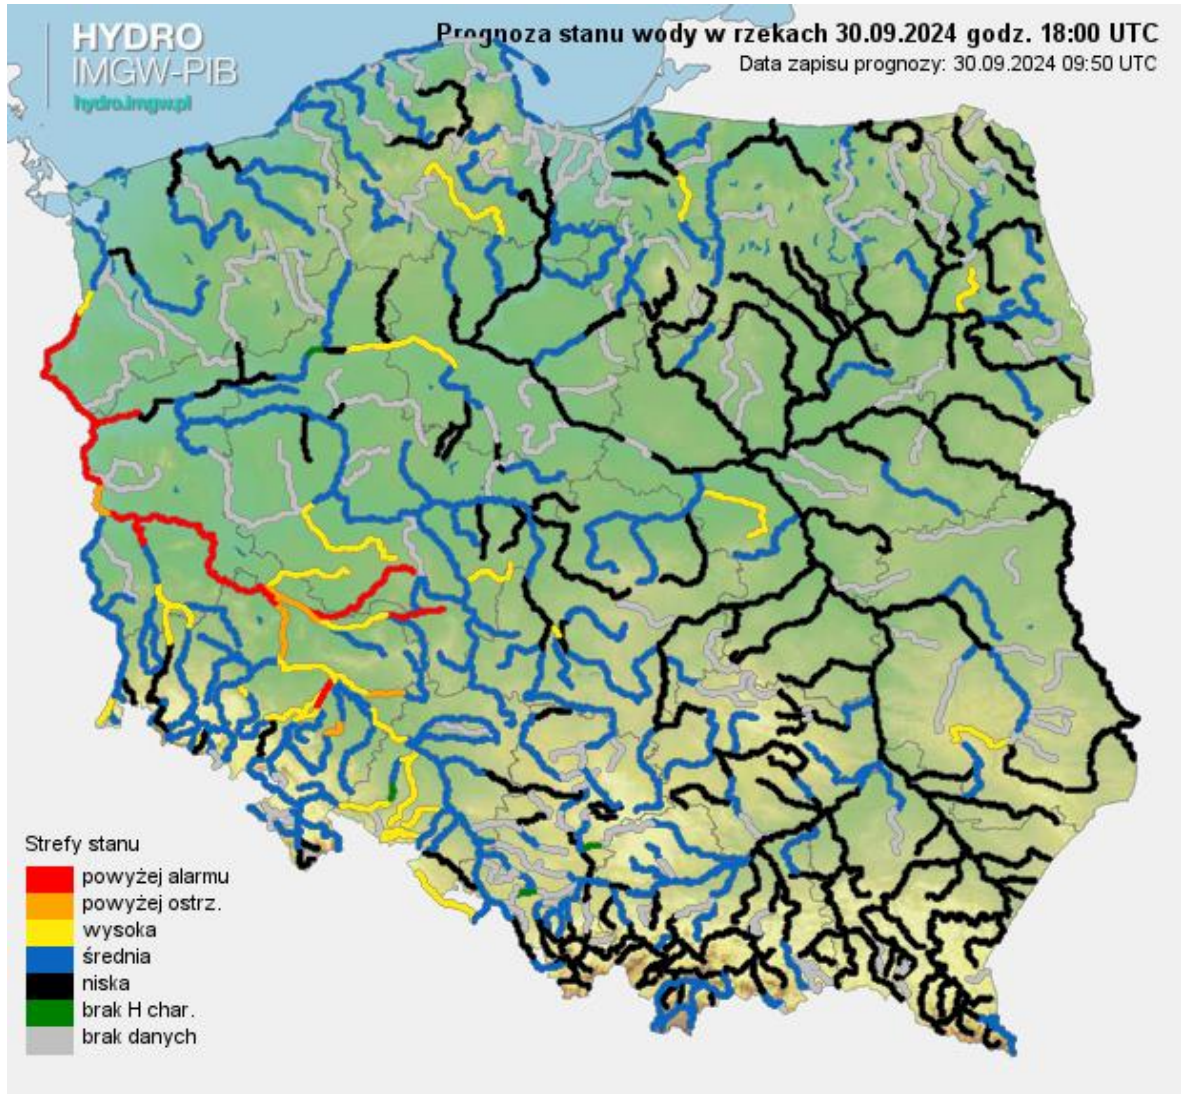 HYDRO
IMGW-PIB
hydro.imgw.pl
Prognoza stanu wody w rzekach 30.09.2024 godz. 18:00 UTC
Data zapisu prognozy: 30.09.2024 09:50 UTC
Strefy stanu
powyżej alarmu
powyżej ostrz.
wysoka
średnia
niska
brak H char.
brak danych